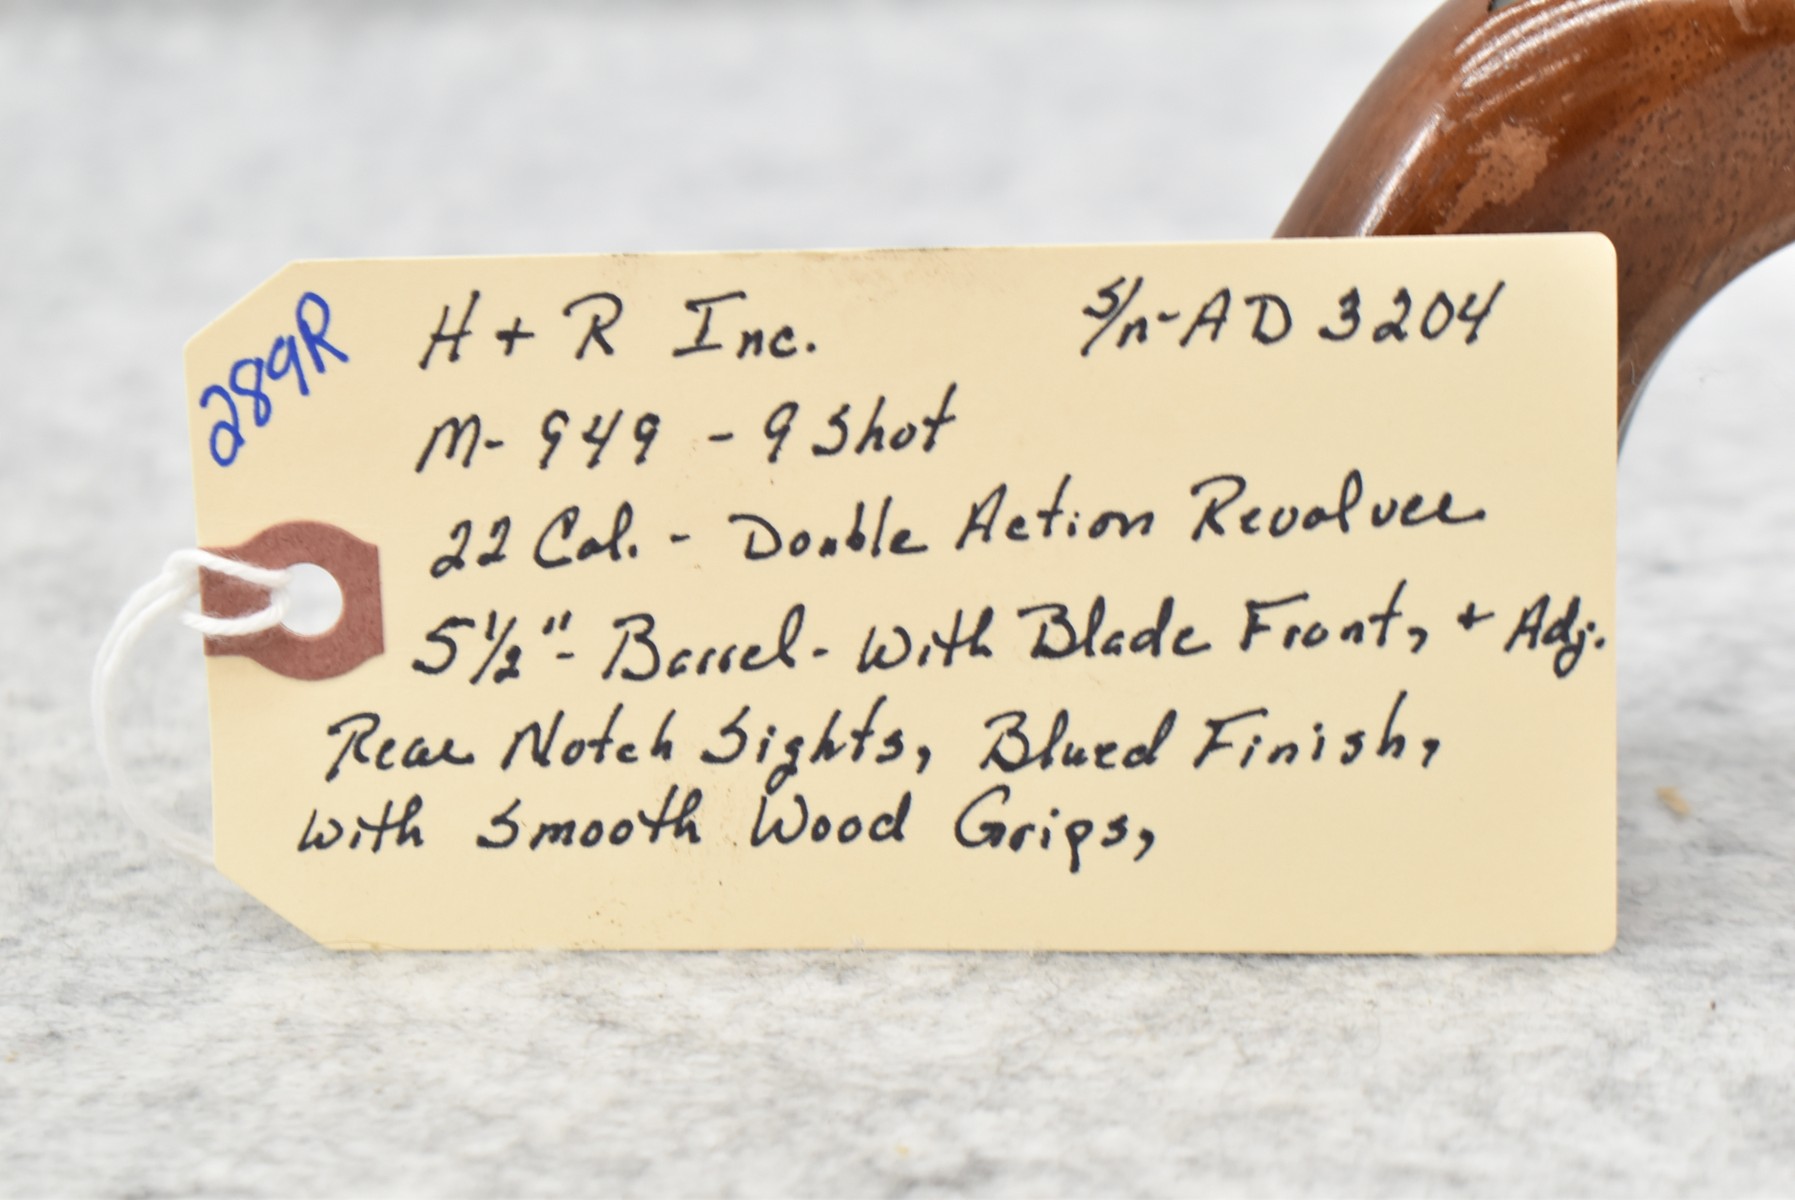 289R
H + R Inc. S/n-AD 3204
M-949 - 9 Shot
22 Cal. - Double Action Revolver
5½" - Barrel - with Blade Front, + Adj.
Rear Notch Sights, Blued Finish,
with Smooth Wood Grips,